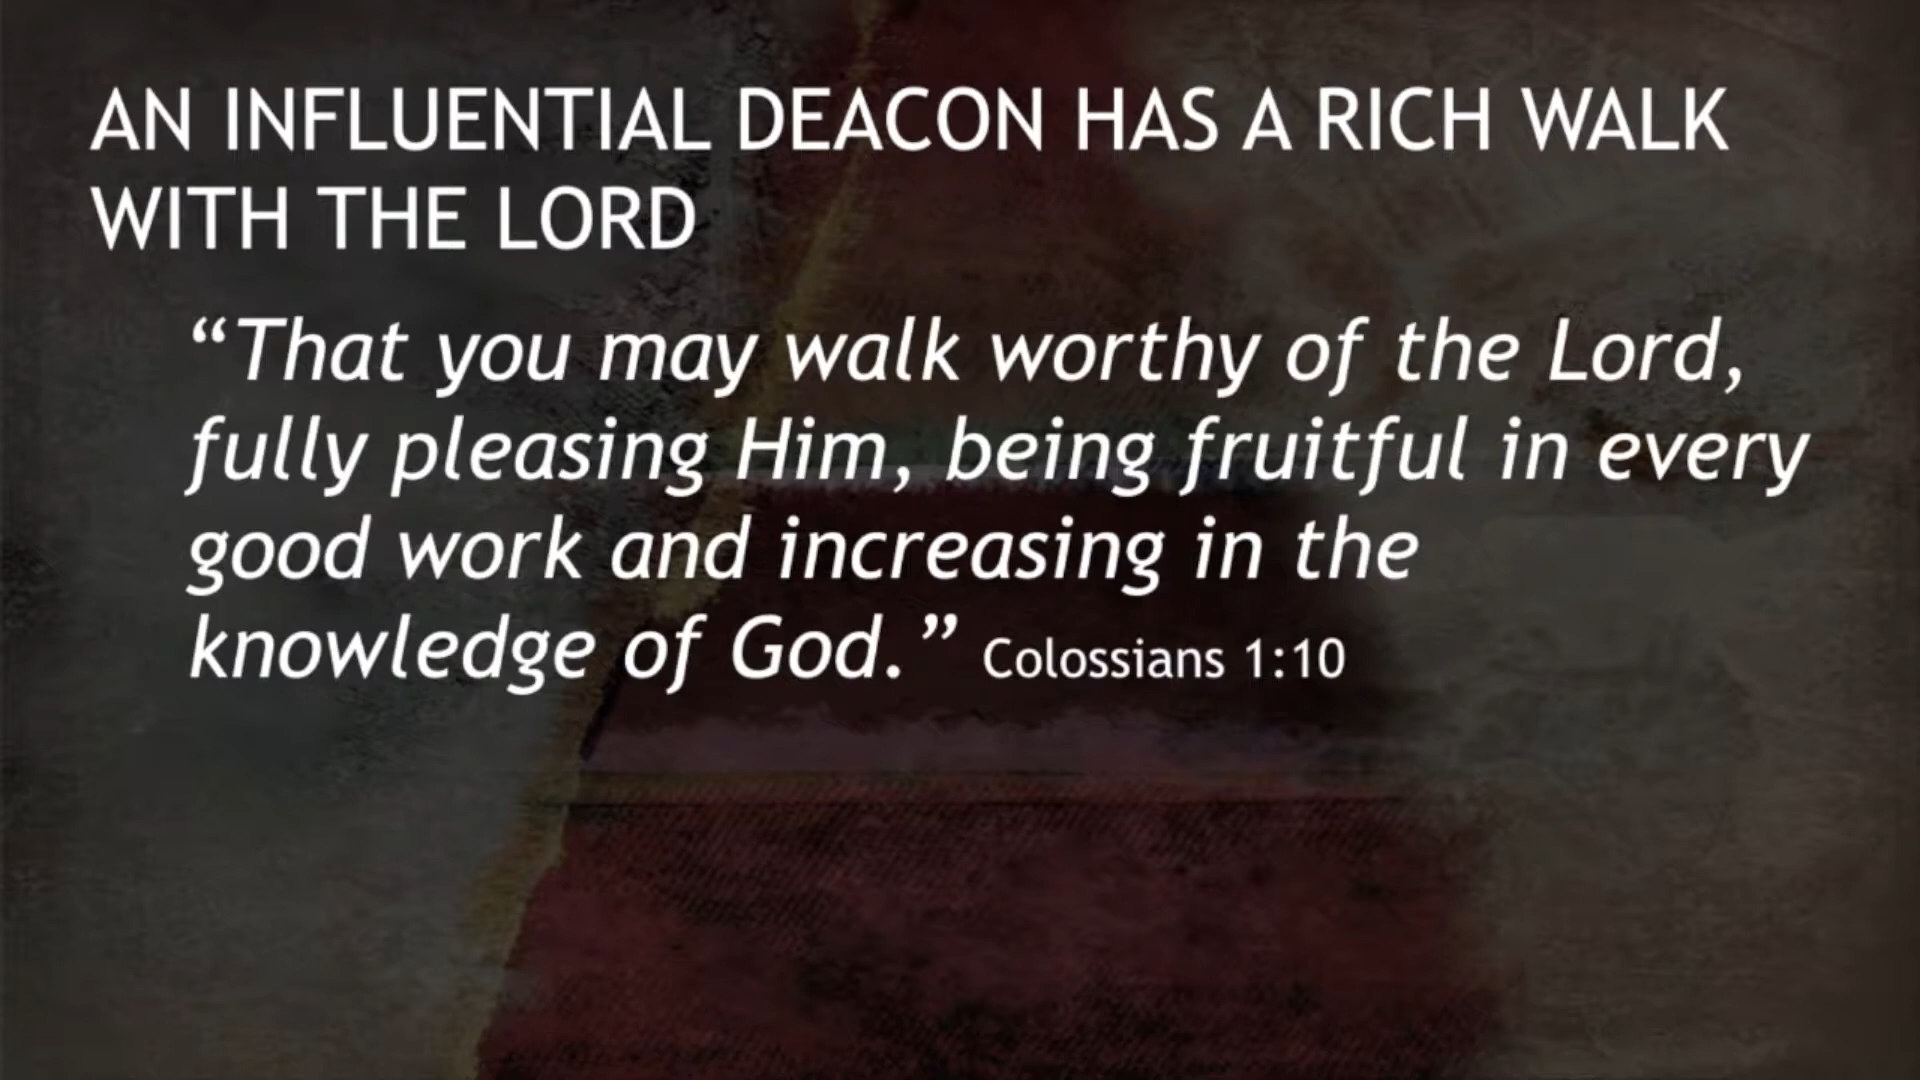 AN INFLUENTIAL DEACON HAS A RICH WALK
WITH THE LORD
“That you may walk worthy of the Lord,
fully pleasing Him, being fruitful in every
good work and increasing in the
knowledge of God.” Colossians 1:10